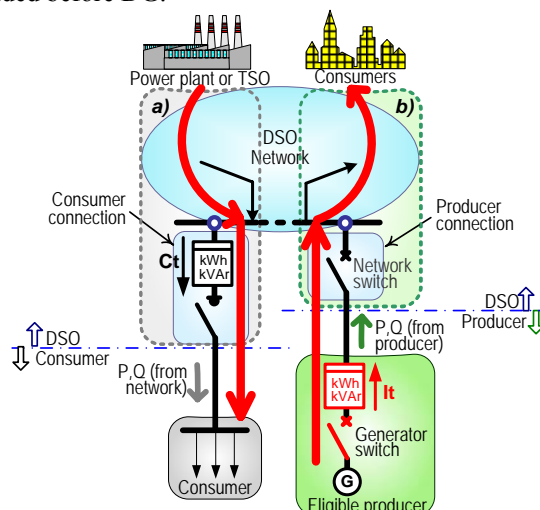 Power plant or TSO
Consumers
a)
b)
DSO
Network
Consumer
connection
Producer
connection
Ct
kWh
kVAr
Network
switch
DSO
Consumer
DSO
Producer
P,Q (from
network)
P,Q (from
producer)
kWh
kVAr
It
Generator
switch
Consumer
G
Eligible producer